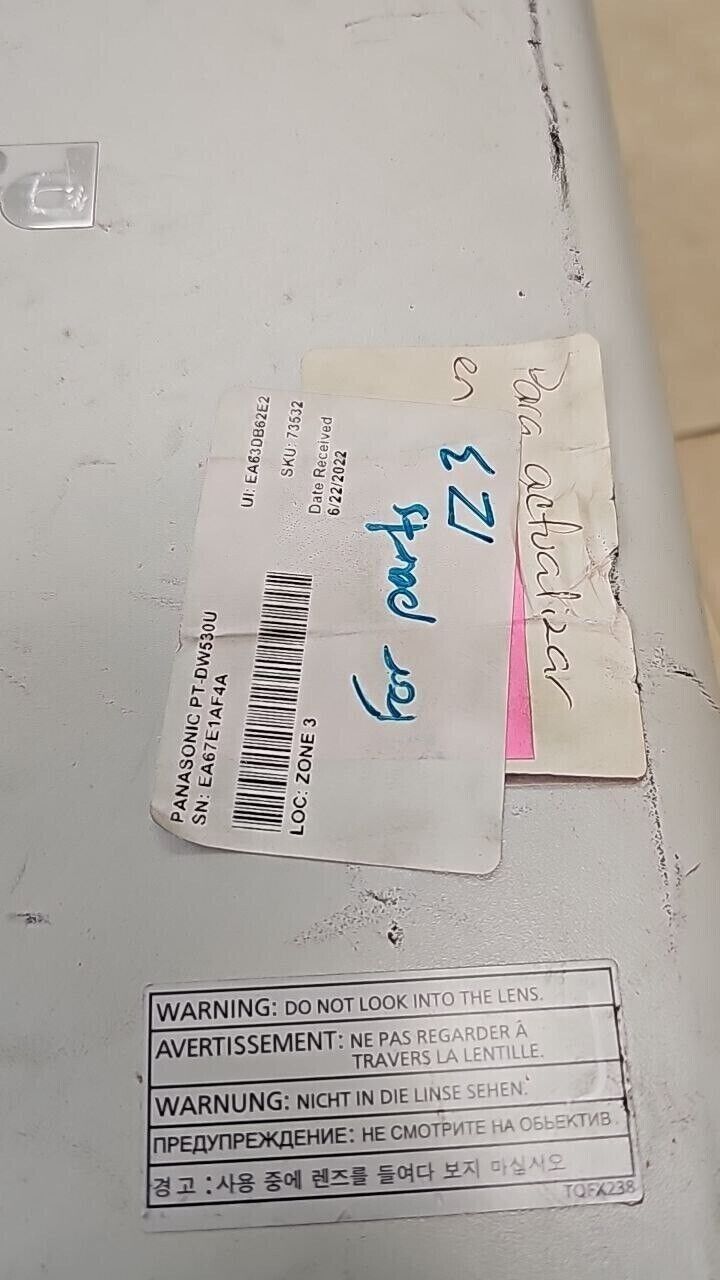 PANASONIC PT-DW530U
SN: EA67E1AF4A
UI: EA63DB62E2
SKU: 73532
LOC: ZONE 3
Date Received
6/22/2022
For parts
Z3
Para actualizar
en
WARNING: DO NOT LOOK INTO THE LENS.
AVERTISSEMENT: NE PAS REGARDER À
TRAVERS LA LENTILLE.
WARNUNG: NICHT IN DIE LINSE SEHEN.
ПРЕДУПРЕЖДЕНИЕ: НЕ СМОТРИТЕ НА ОБЬЕКТИВ.
경고 : 사용 중에 렌즈를 들여다 보지 마십시오
TQFX238